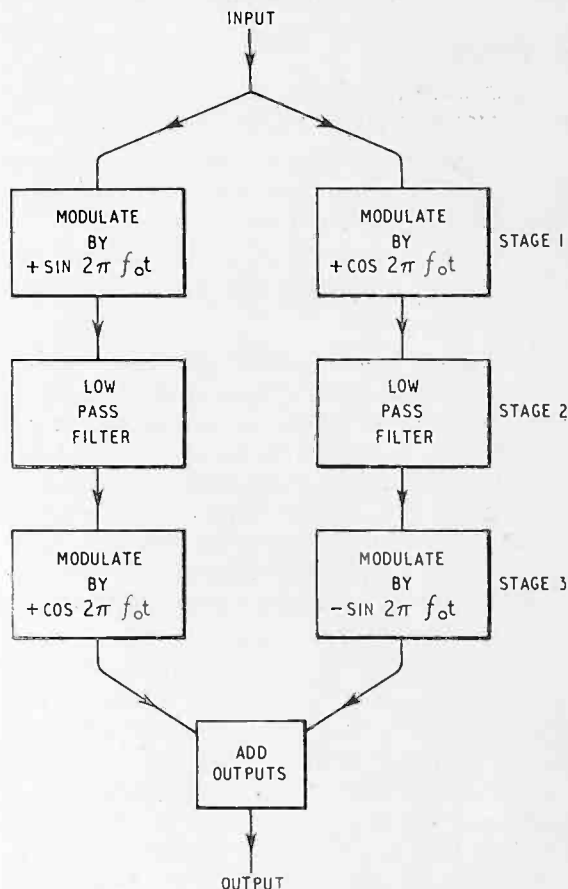 INPUT
MODULATE
BY
+SIN 2π f₀t
MODULATE
BY
+COS 2π f₀t
STAGE 1
LOW
PASS
FILTER
LOW
PASS
FILTER
STAGE 2
MODULATE
BY
+COS 2π f₀t
MODULATE
BY
−SIN 2π f₀t
STAGE 3
ADD
OUTPUTS
OUTPUT